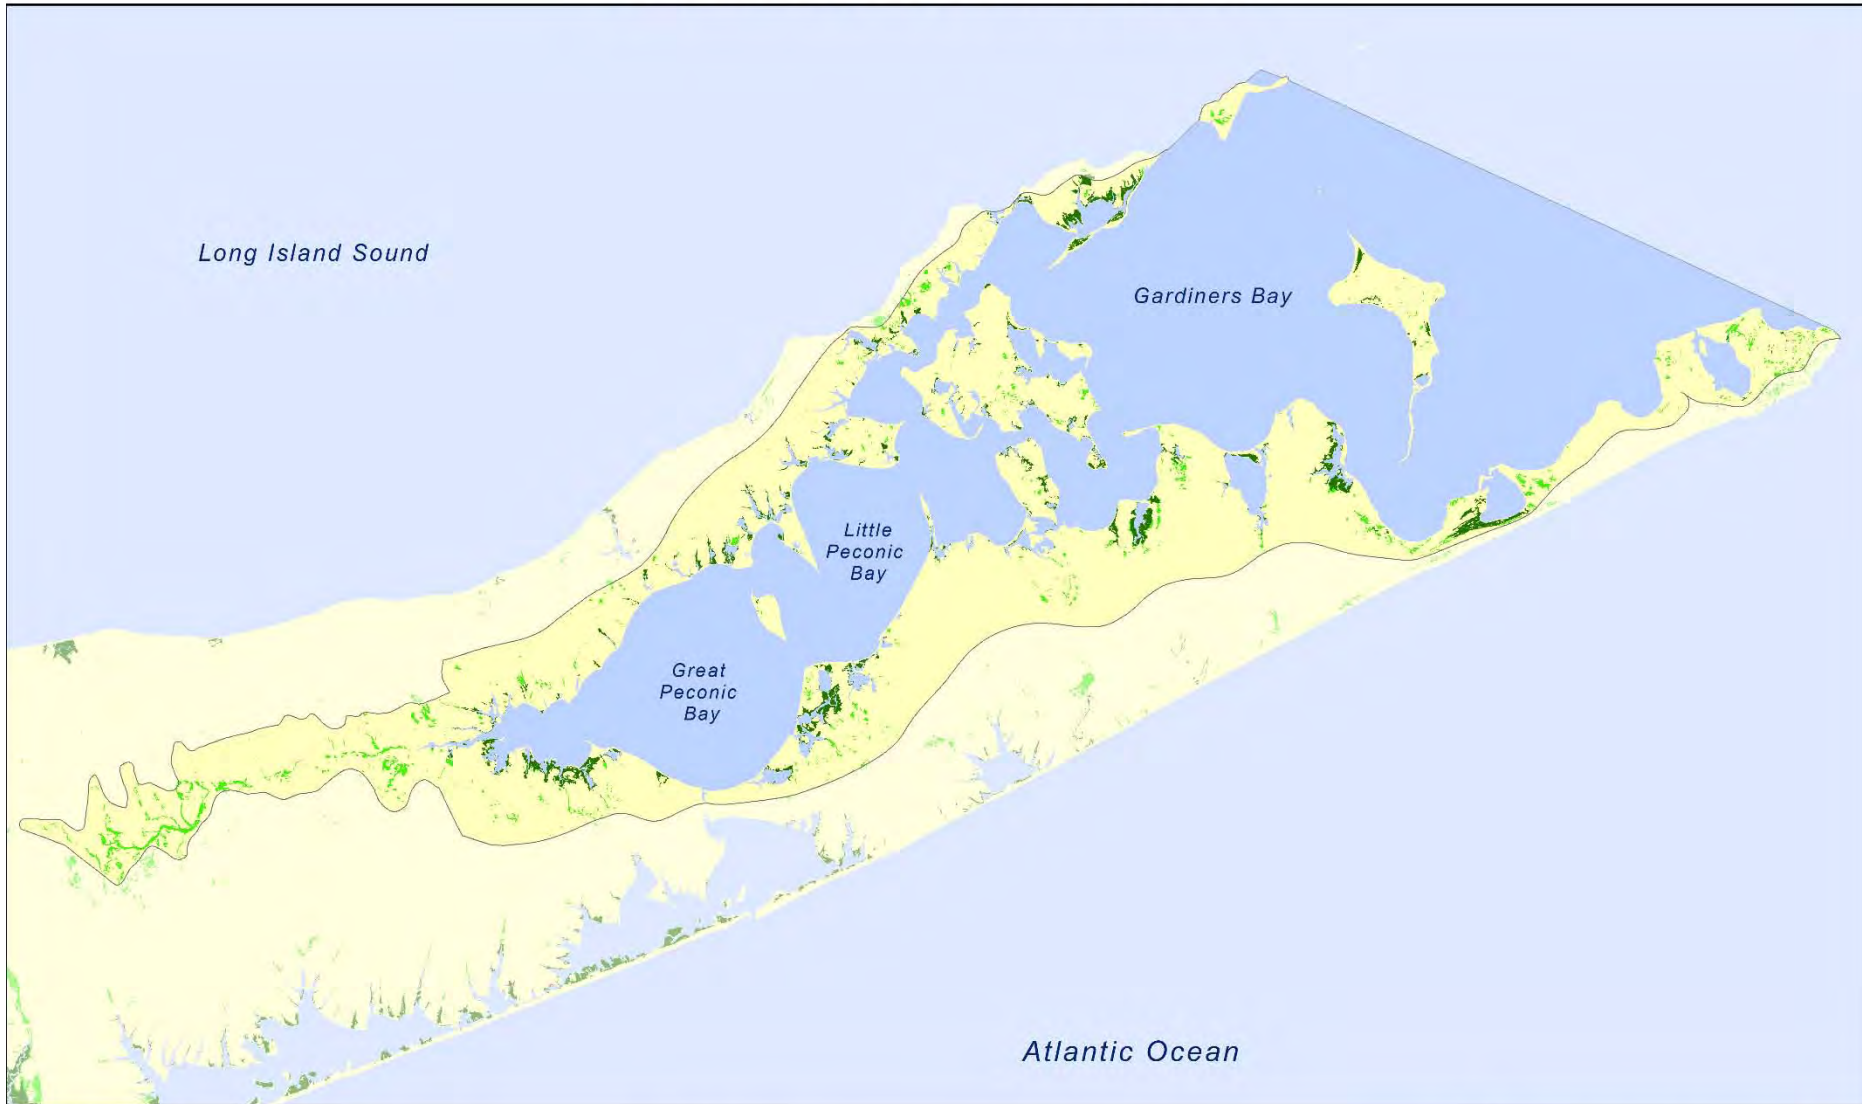 Long Island Sound
Gardiners Bay
Little
Peconic
Bay
Great
Peconic
Bay
Atlantic Ocean